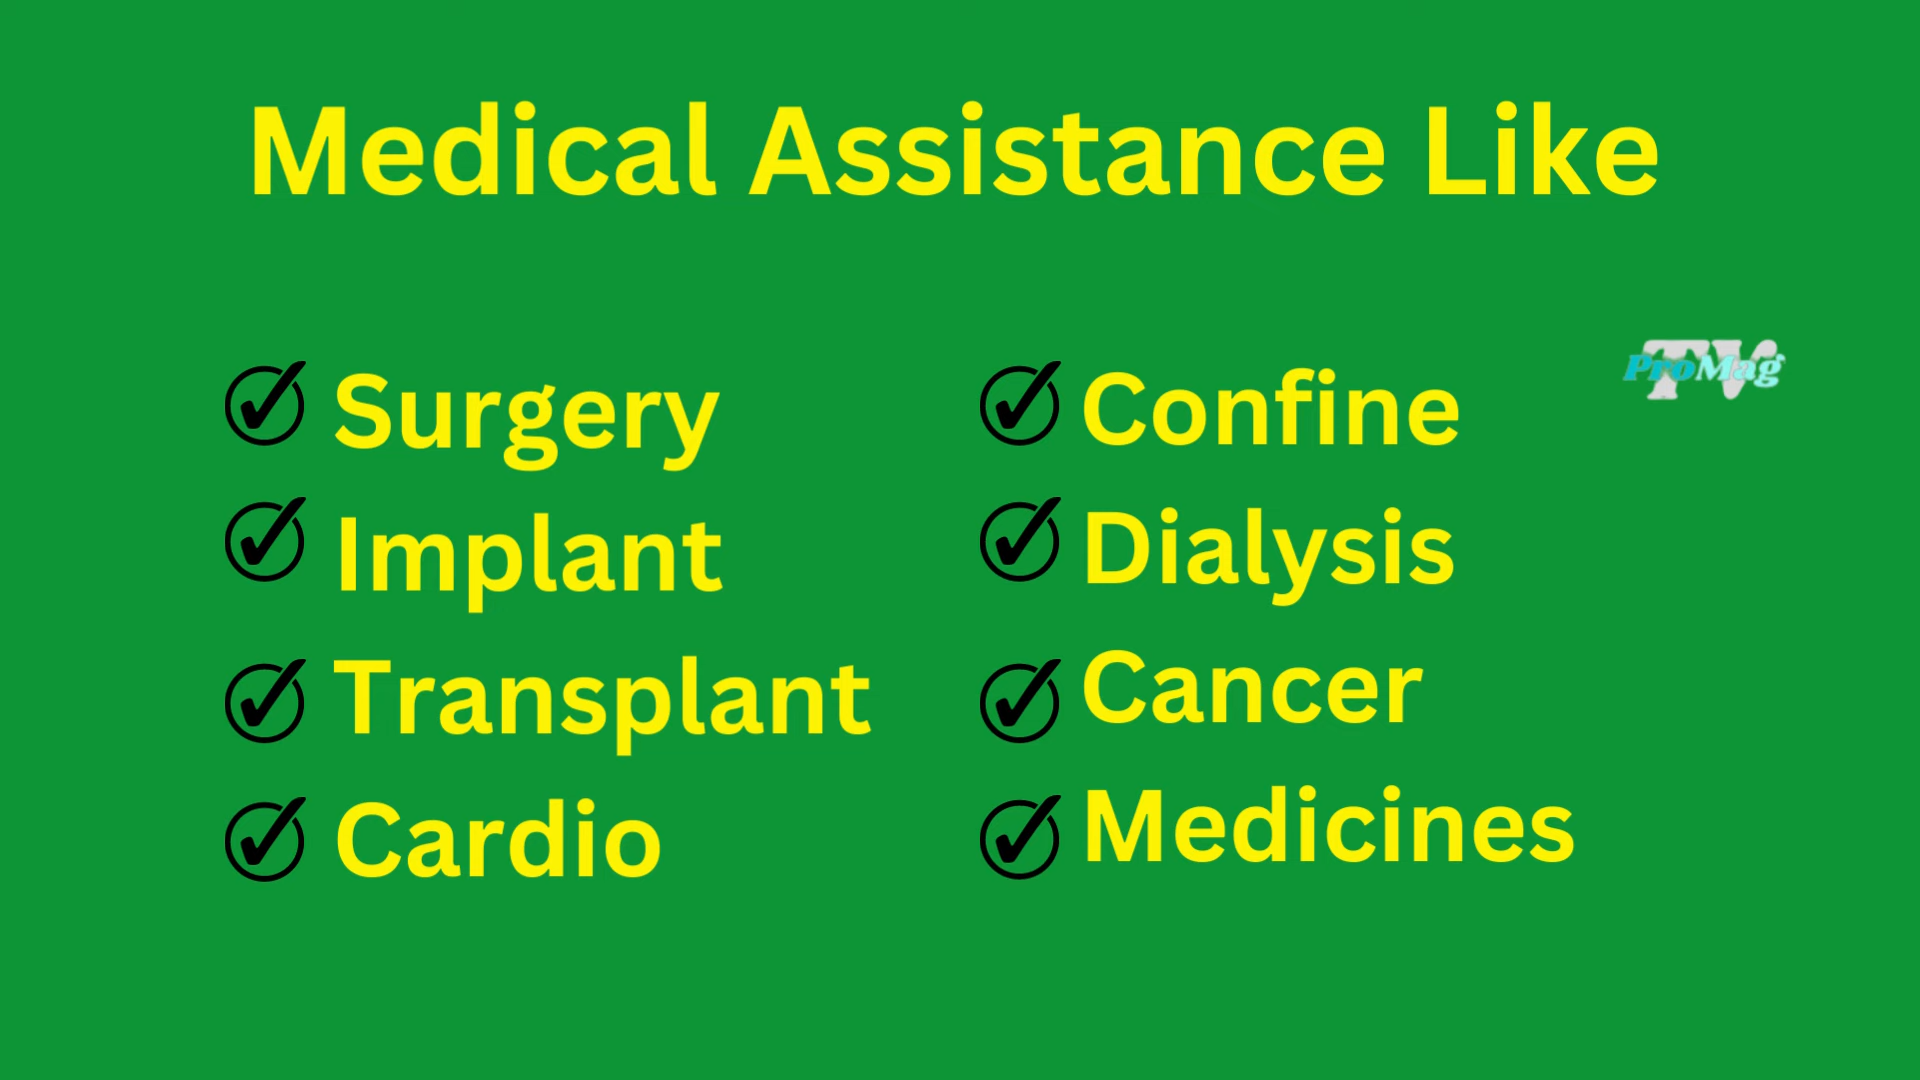 Medical Assistance Like
Surgery
Implant
Transplant
Cardio
Confine
Dialysis
Cancer
Medicines
ProMag TV